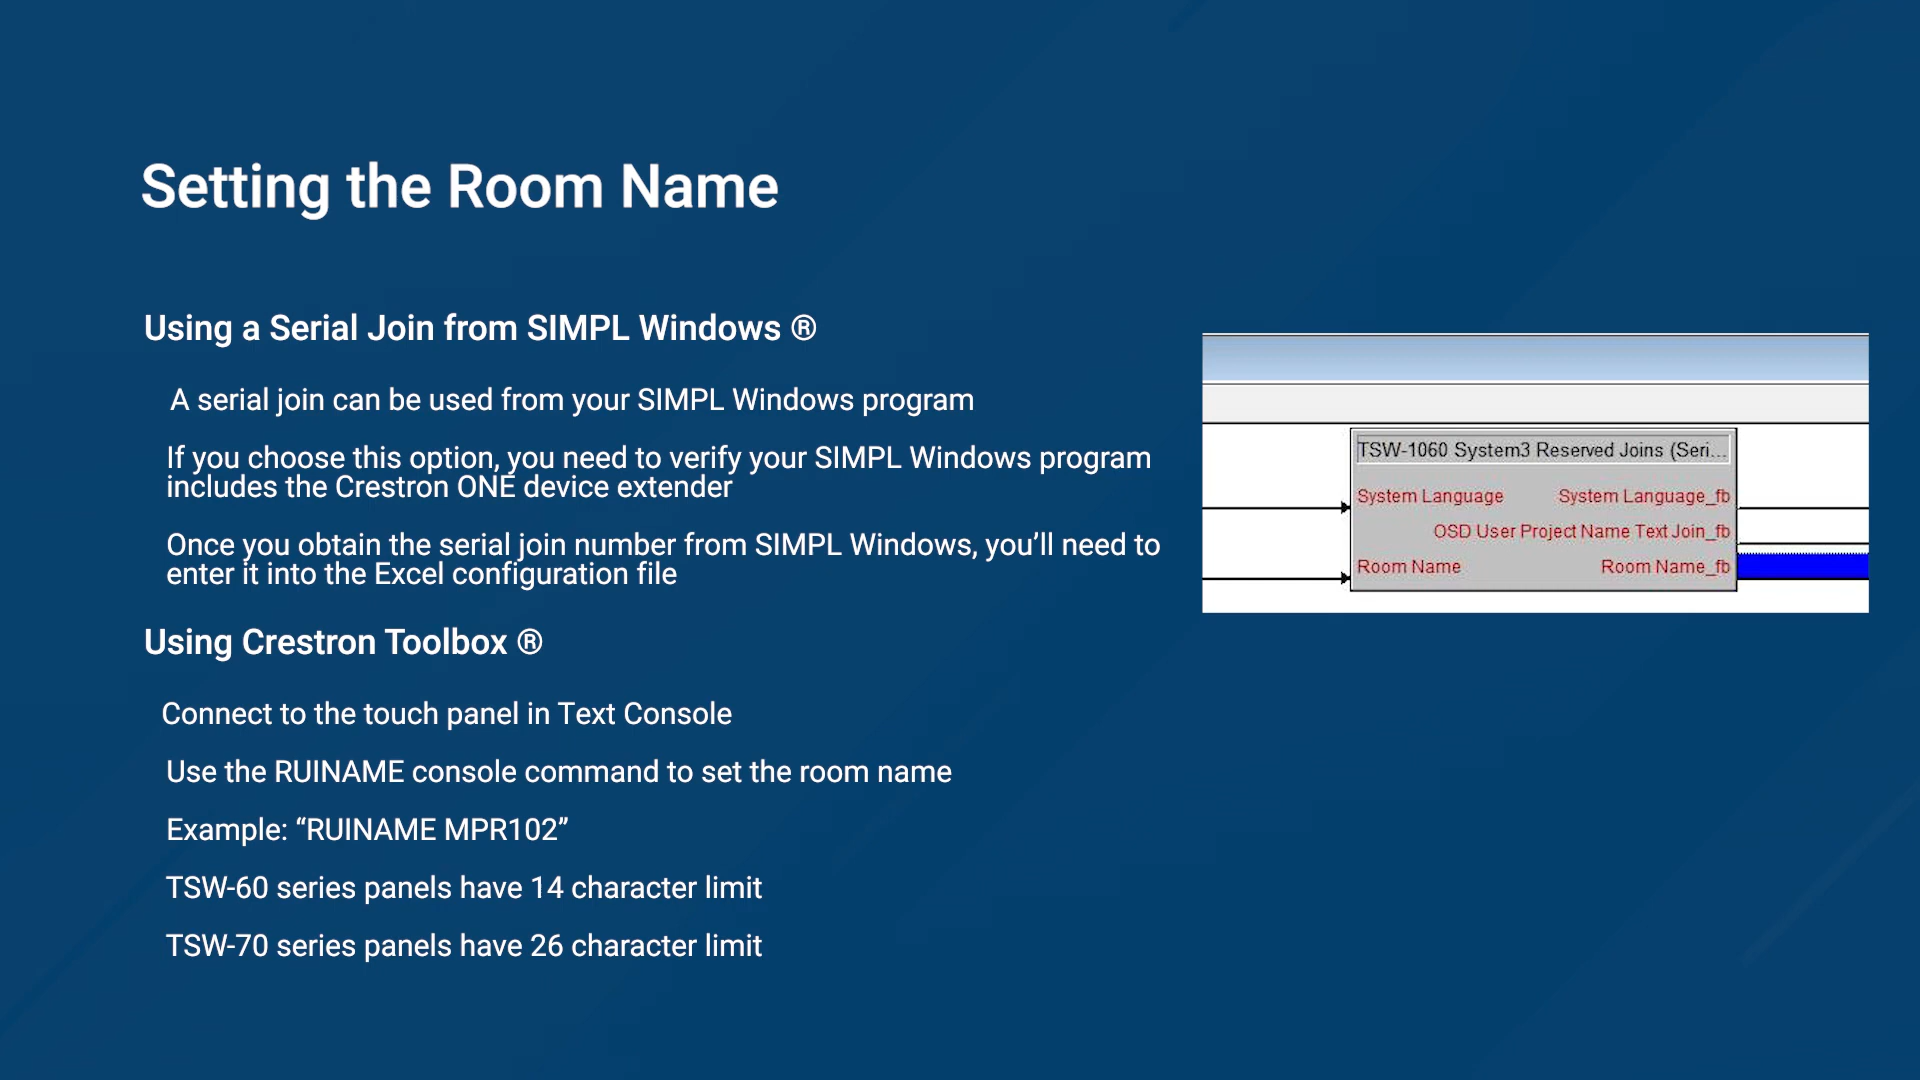 Setting the Room Name
Using a Serial Join from SIMPL Windows ®
A serial join can be used from your SIMPL Windows program
If you choose this option, you need to verify your SIMPL Windows program
includes the Crestron ONE device extender
Once you obtain the serial join number from SIMPL Windows, you’ll need to
enter it into the Excel configuration file
Using Crestron Toolbox ®
Connect to the touch panel in Text Console
Use the RUINAME console command to set the room name
Example: “RUINAME MPR102”
TSW-60 series panels have 14 character limit
TSW-70 series panels have 26 character limit
TSW-1060 System3 Reserved Joins (Seri...
System Language System Language_fb
OSD User Project Name Text Join_fb
Room Name Room Name_fb